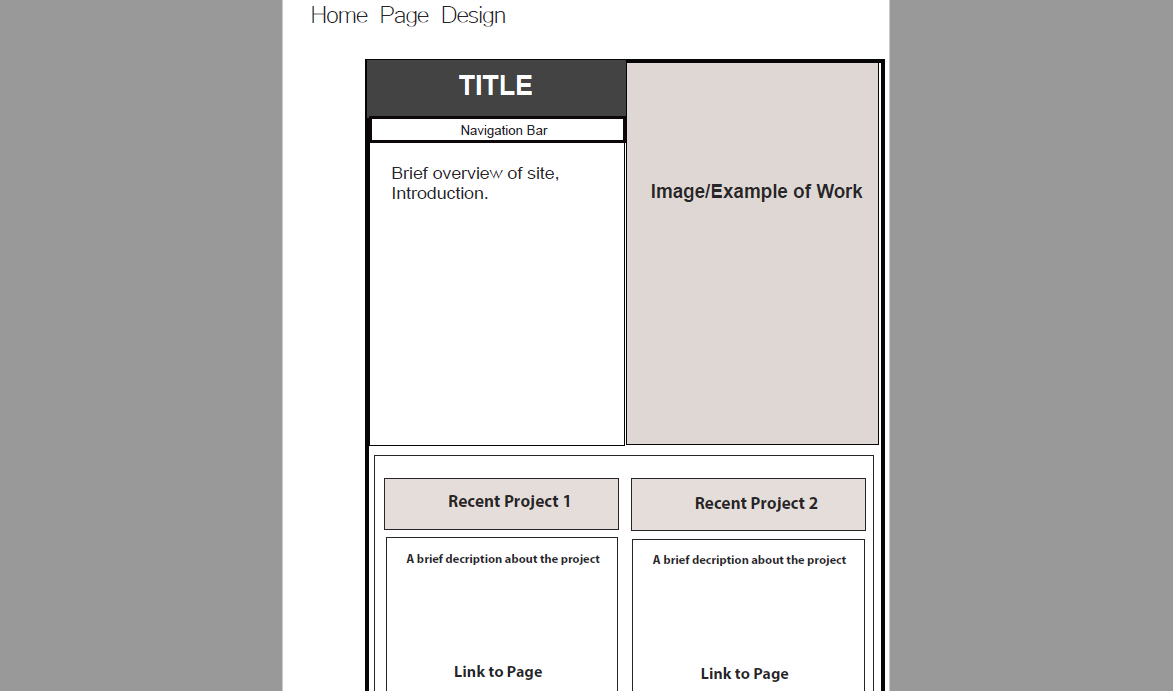 Home Page Design
TITLE
Navigation Bar
Brief overview of site,
Introduction.
Image/Example of Work
Recent Project 1
Recent Project 2
A brief decription about the project
A brief decription about the project
Link to Page
Link to Page